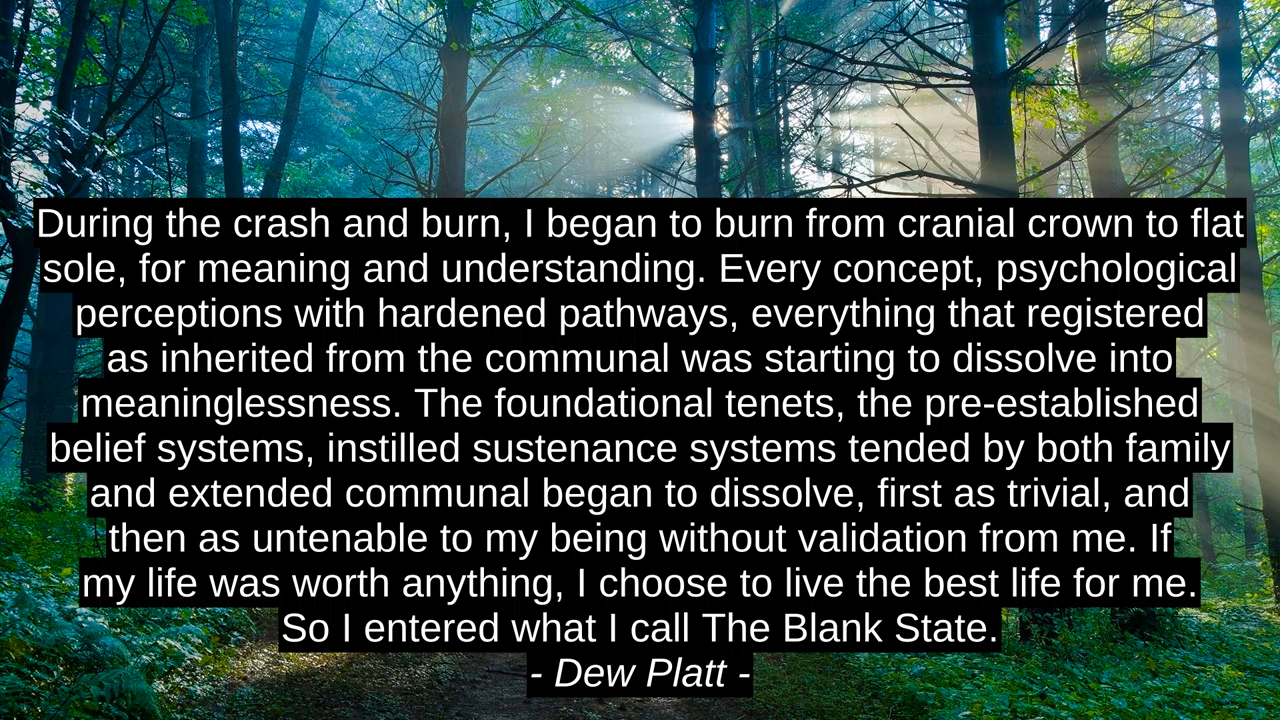 During the crash and burn, I began to burn from cranial crown to flat
sole, for meaning and understanding. Every concept, psychological
perceptions with hardened pathways, everything that registered
as inherited from the communal was starting to dissolve into
meaninglessness. The foundational tenets, the pre-established
belief systems, instilled sustenance systems tended by both family
and extended communal began to dissolve, first as trivial, and
then as untenable to my being without validation from me. If
my life was worth anything, I choose to live the best life for me.
So I entered what I call The Blank State.
- Dew Platt -